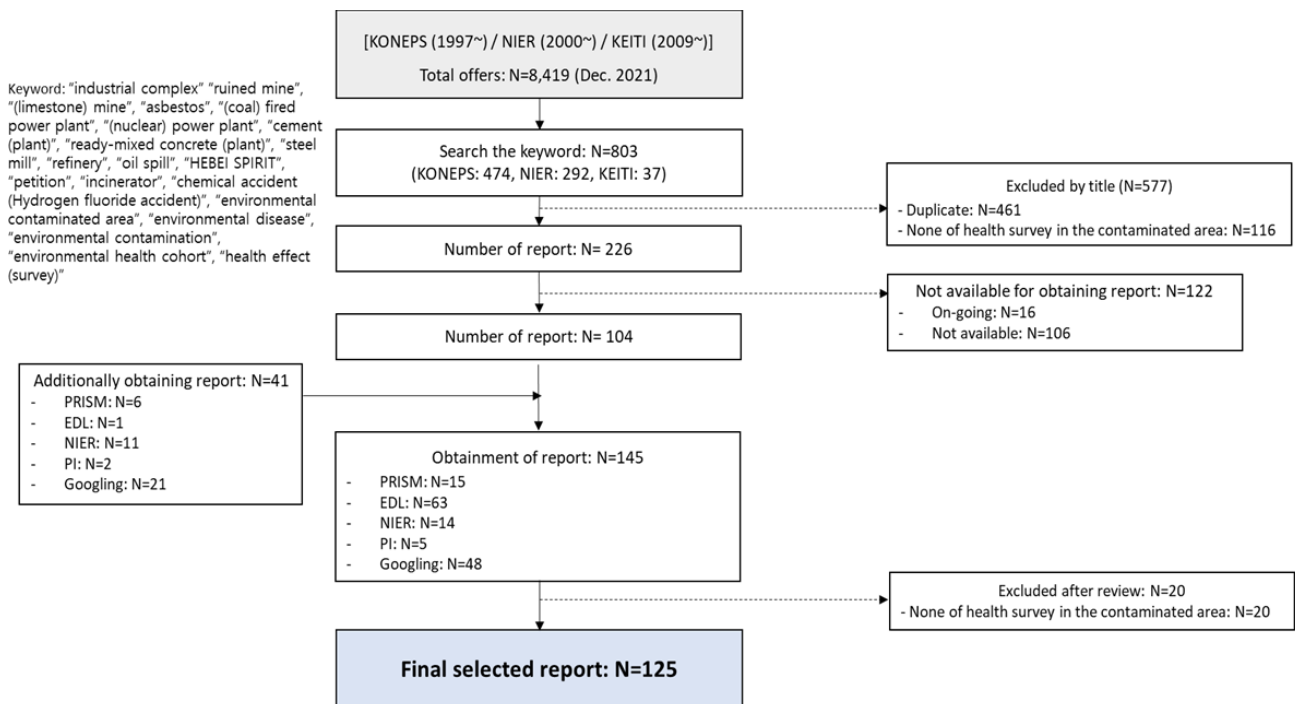 [KONEPS (1997~) / NIER (2000~) / KEITI (2009~)]
Total offers: N=8,419 (Dec. 2021)
Keyword: "industrial complex" "ruined mine",
"(limestone) mine", "asbestos", "(coal) fired
power plant", "(nuclear) power plant", "cement
(plant)", "ready-mixed concrete (plant)", "steel
mill", "refinery", "oil spill", "HEBEI SPIRIT",
"petition", "incinerator", "chemical accident
(Hydrogen fluoride accident)", "environmental
contaminated area", "environmental disease",
"environmental contamination",
"environmental health cohort", "health effect
(survey)"
Search the keyword: N=803
(KONEPS: 474, NIER: 292, KEITI: 37)
Excluded by title (N=577)
- Duplicate: N=461
- None of health survey in the contaminated area: N=116
Number of report: N= 226
Not available for obtaining report: N=122
- On-going: N=16
- Not available: N=106
Number of report: N= 104
Additionally obtaining report: N=41
- PRISM: N=6
- EDL: N=1
- NIER: N=11
- PI: N=2
- Googling: N=21
Obtainment of report: N=145
- PRISM: N=15
- EDL: N=63
- NIER: N=14
- PI: N=5
- Googling: N=48
Excluded after review: N=20
- None of health survey in the contaminated area: N=20
Final selected report: N=125